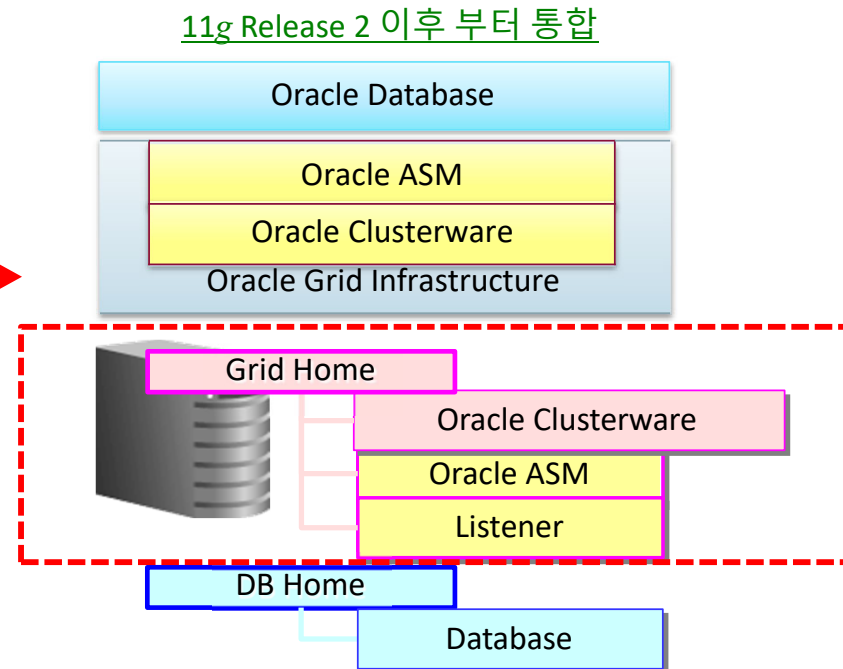 11g Release 2 이후 부터 통합
Oracle Database
Oracle ASM
Oracle Clusterware
Oracle Grid Infrastructure
Grid Home
Oracle Clusterware
Oracle ASM
Listener
DB Home
Database